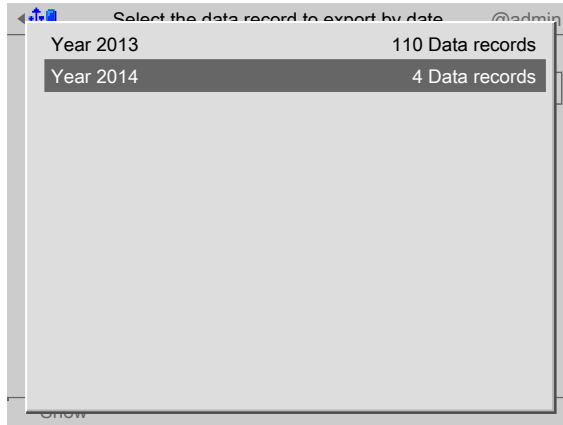 Select the data record to export by date @admin
Year 2013 110 Data records
Year 2014 4 Data records
Show